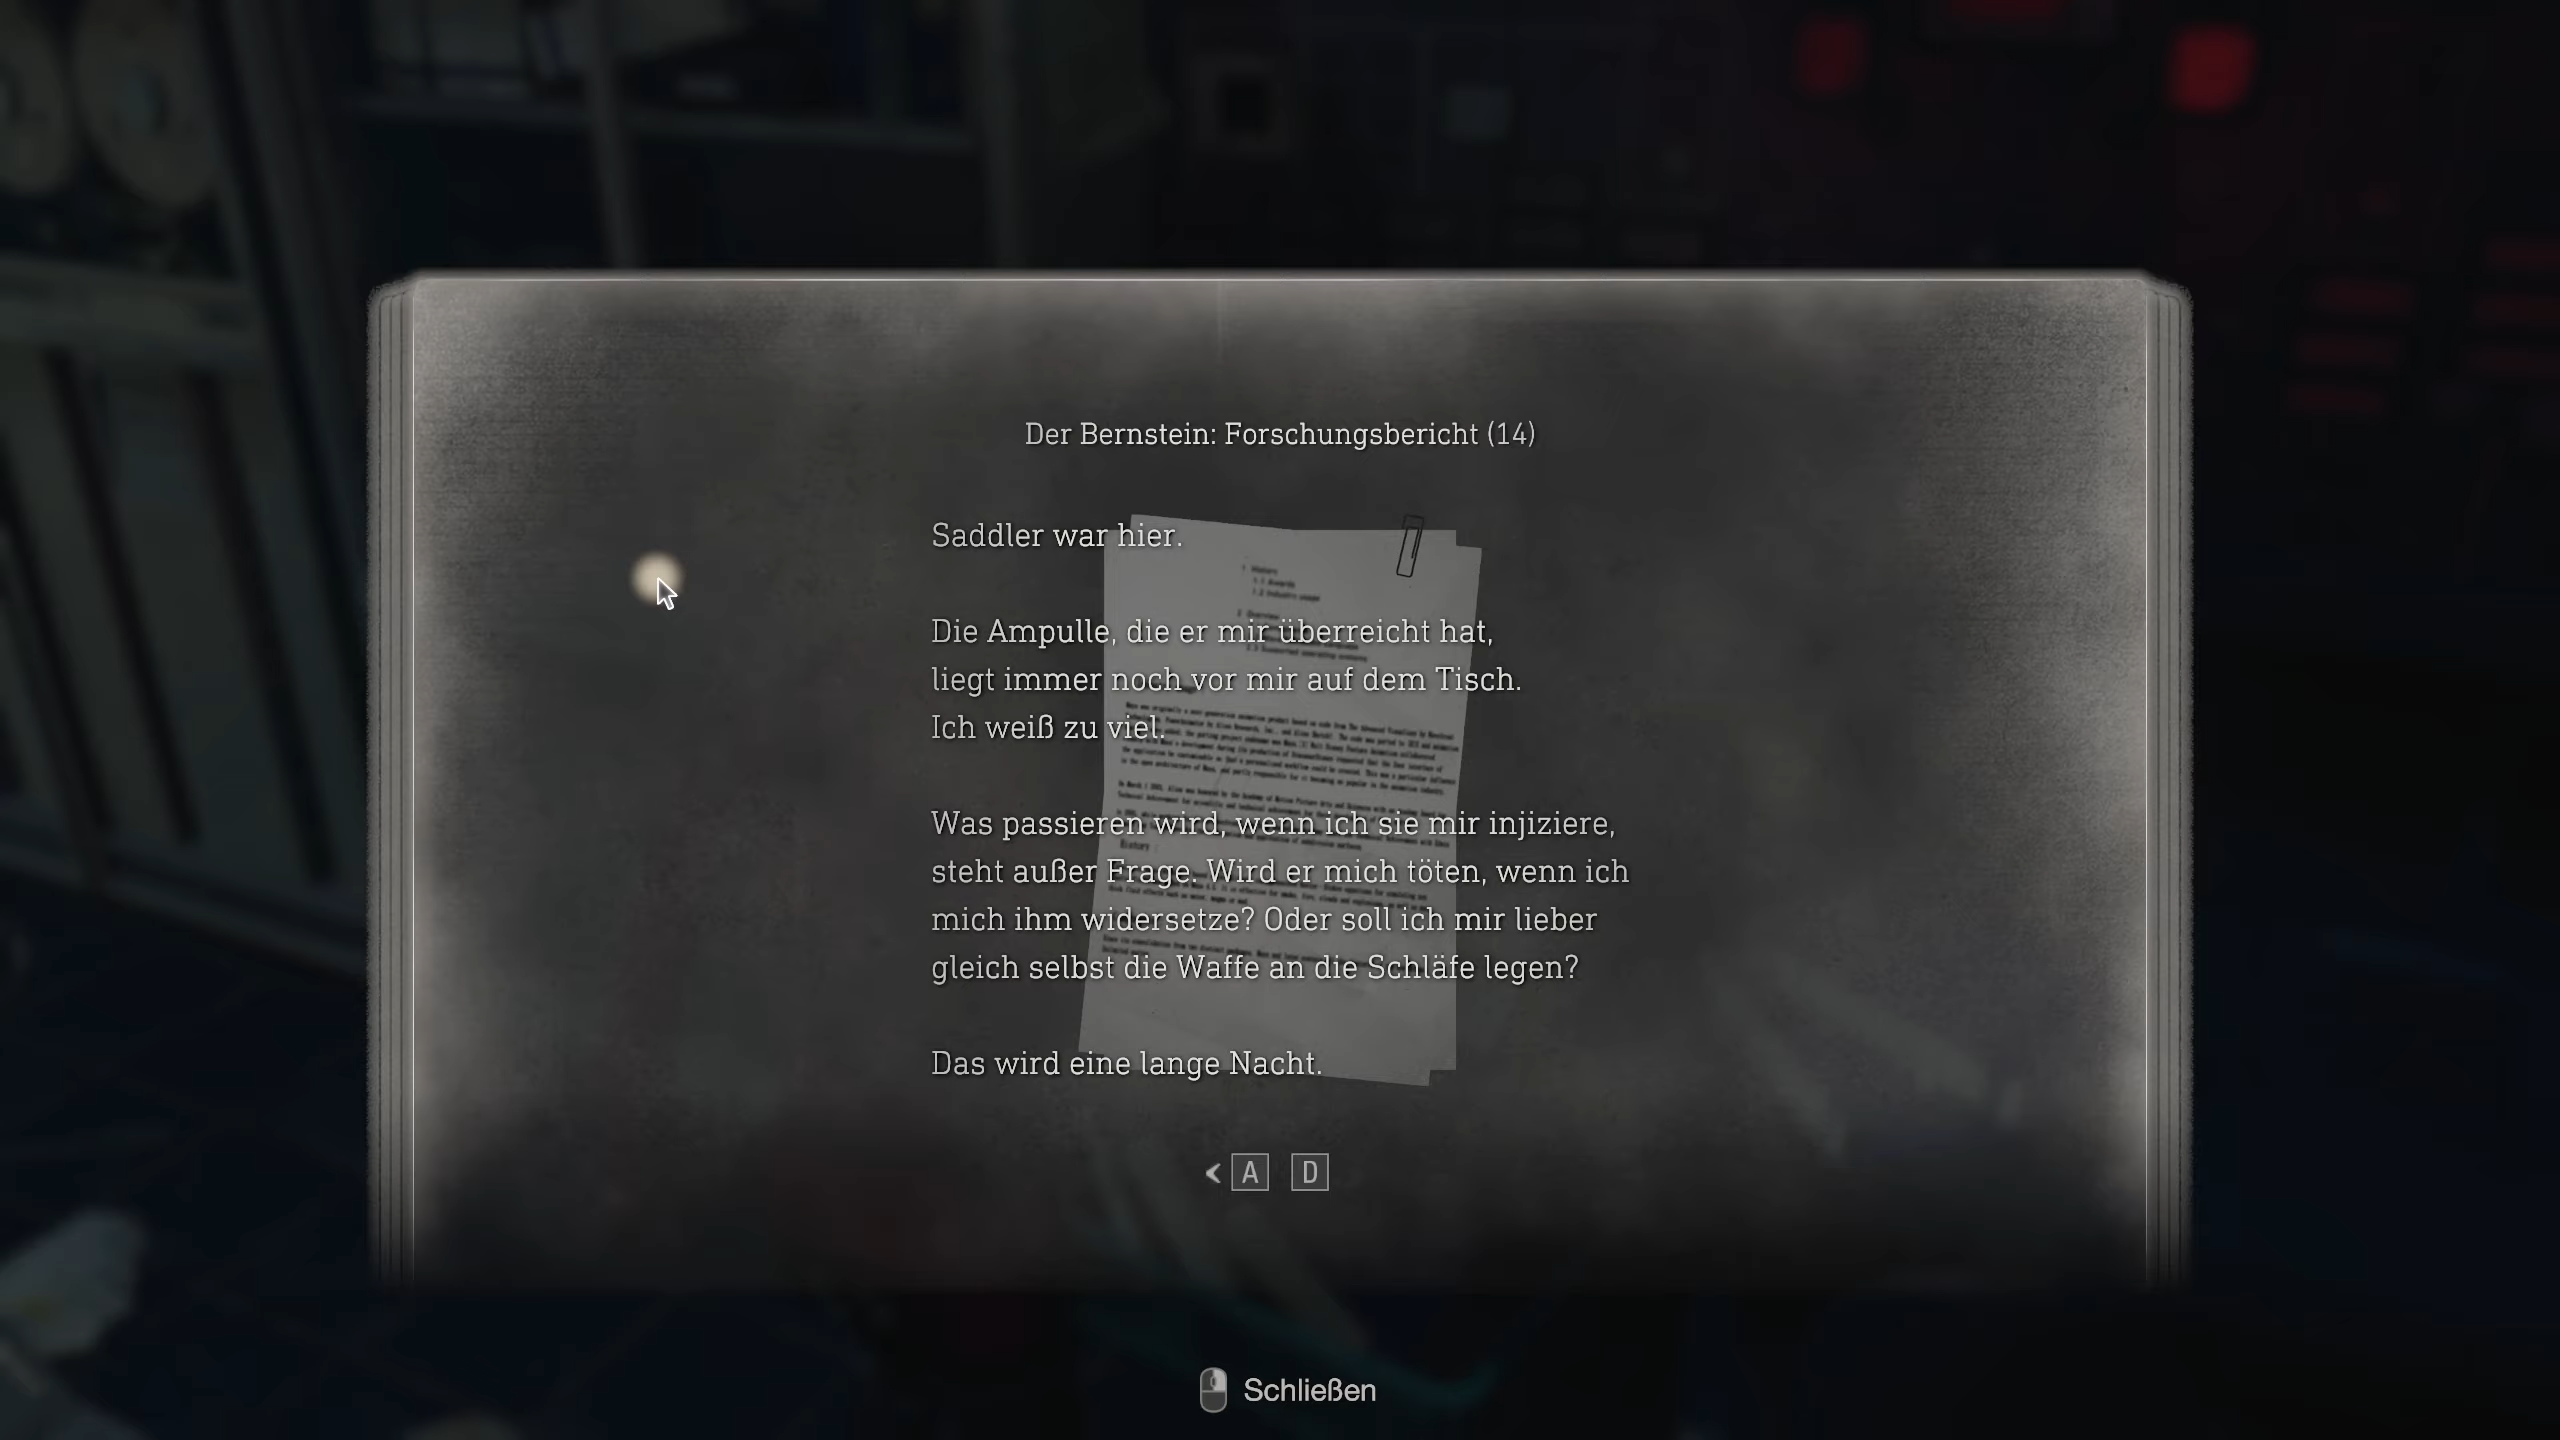 Der Bernstein: Forschungsbericht (14)
Saddler war hier.
Die Ampulle, die er mir überreicht hat,
liegt immer noch vor mir auf dem Tisch.
Ich weiß zu viel.
Was passieren wird, wenn ich sie mir injiziere,
steht außer Frage. Wird er mich töten, wenn ich
mich ihm widersetze? Oder soll ich mir lieber
gleich selbst die Waffe an die Schläfe legen?
Das wird eine lange Nacht.
A D
Schließen